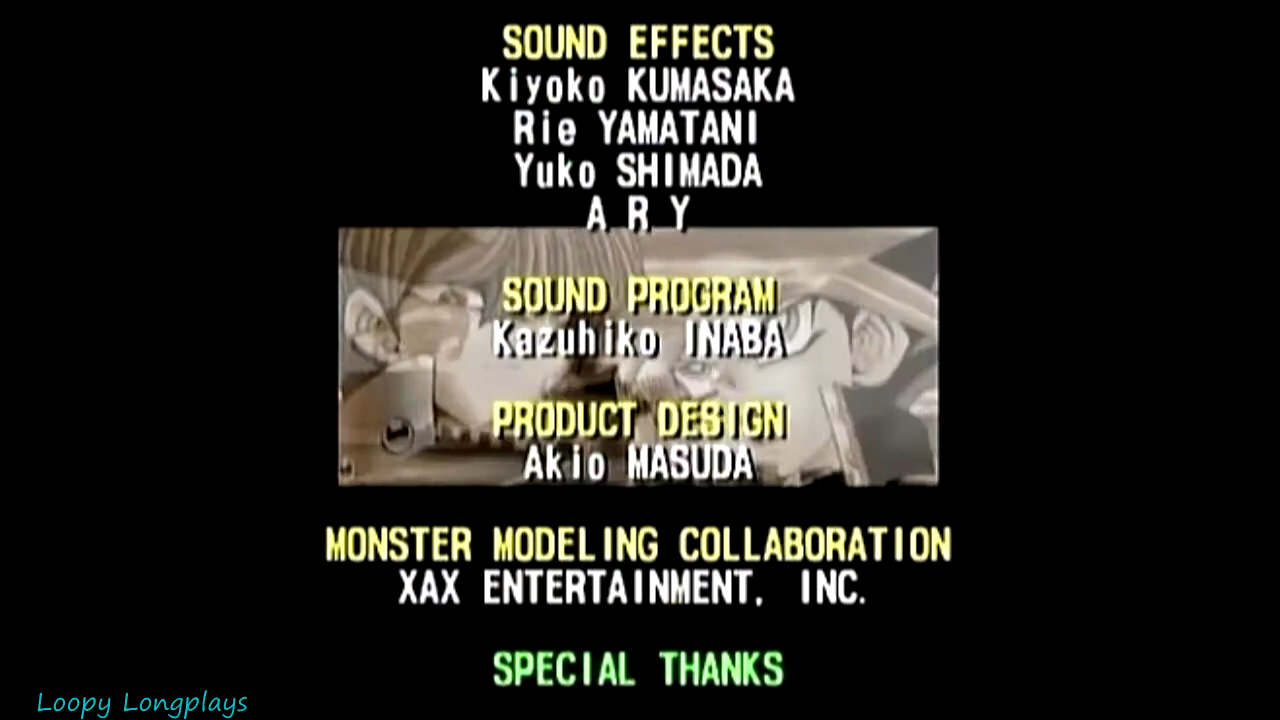 SOUND EFFECTS
Kiyoko KUMASAKA
Rie YAMATANI
Yuko SHIMADA
A R Y
SOUND PROGRAM
Kazuhiko INABA
PRODUCT DESIGN
Akio MASUDA
MONSTER MODELING COLLABORATION
XAX ENTERTAINMENT, INC.
SPECIAL THANKS
Loopy Longplays